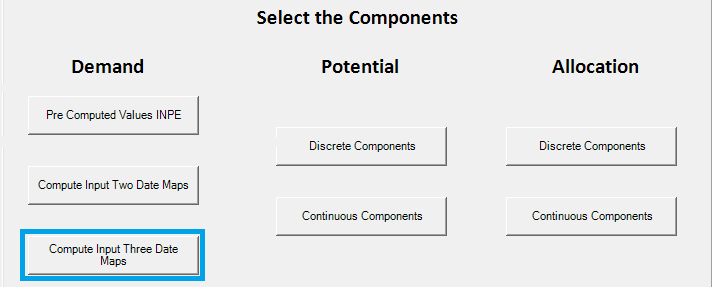 Select the Components
Demand
Potential
Allocation
Pre Computed Values INPE
Compute Input Two Date Maps
Compute Input Three Date
Maps
Discrete Components
Continuous Components
Discrete Components
Continuous Components